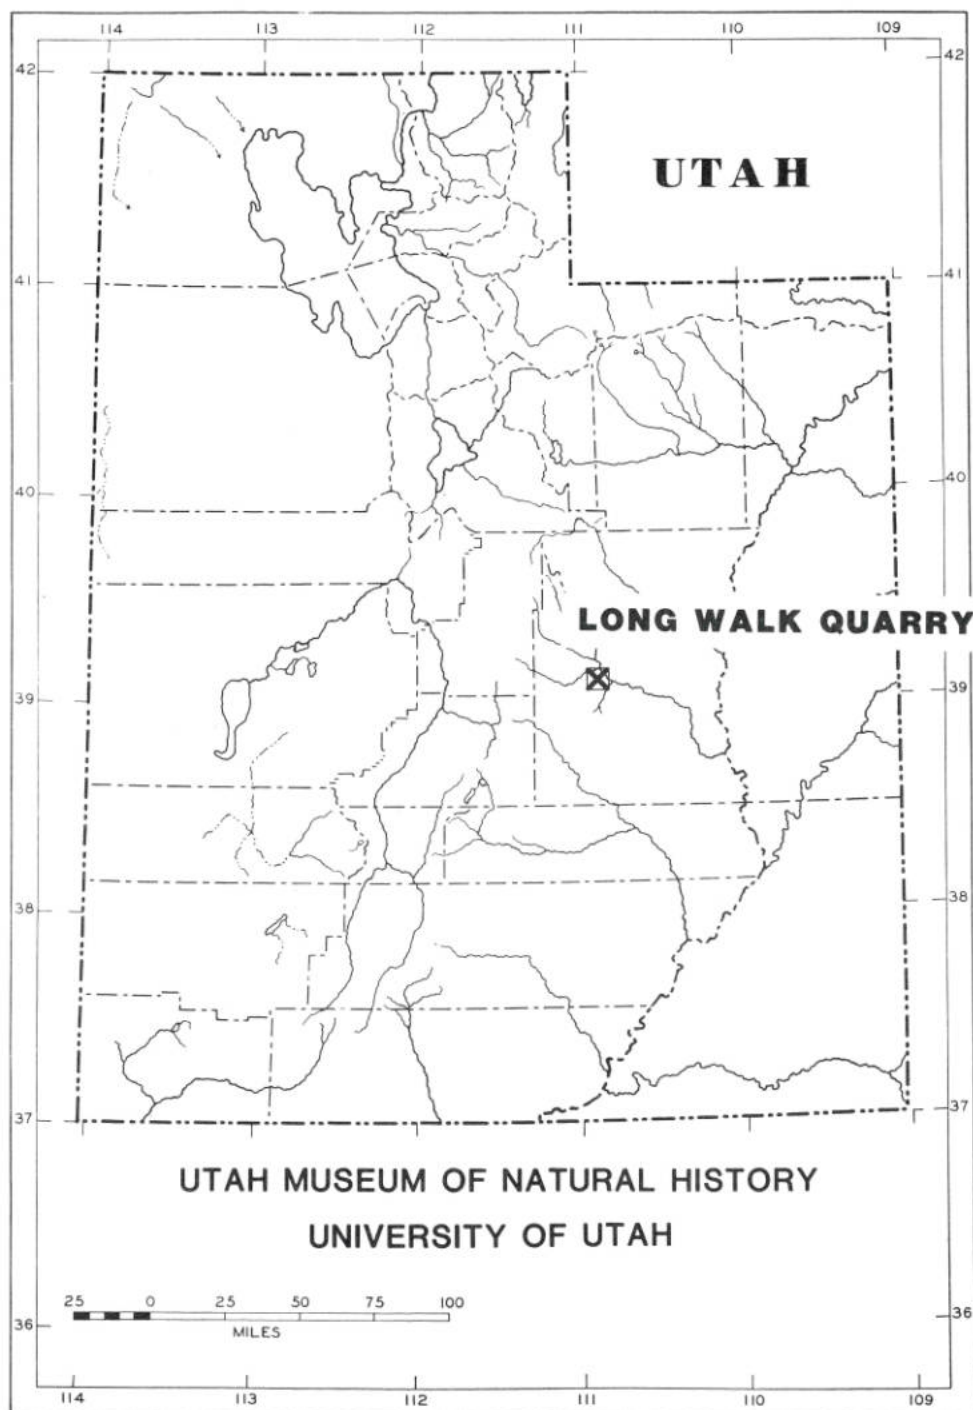 114 113 112 111 110 109
42 42
UTAH
41 41
40 40
LONG WALK QUARRY
39 39
38 38
37 37
UTAH MUSEUM OF NATURAL HISTORY
UNIVERSITY OF UTAH
25 0 25 50 75 100
MILES
36 36
114 113 112 111 110 109